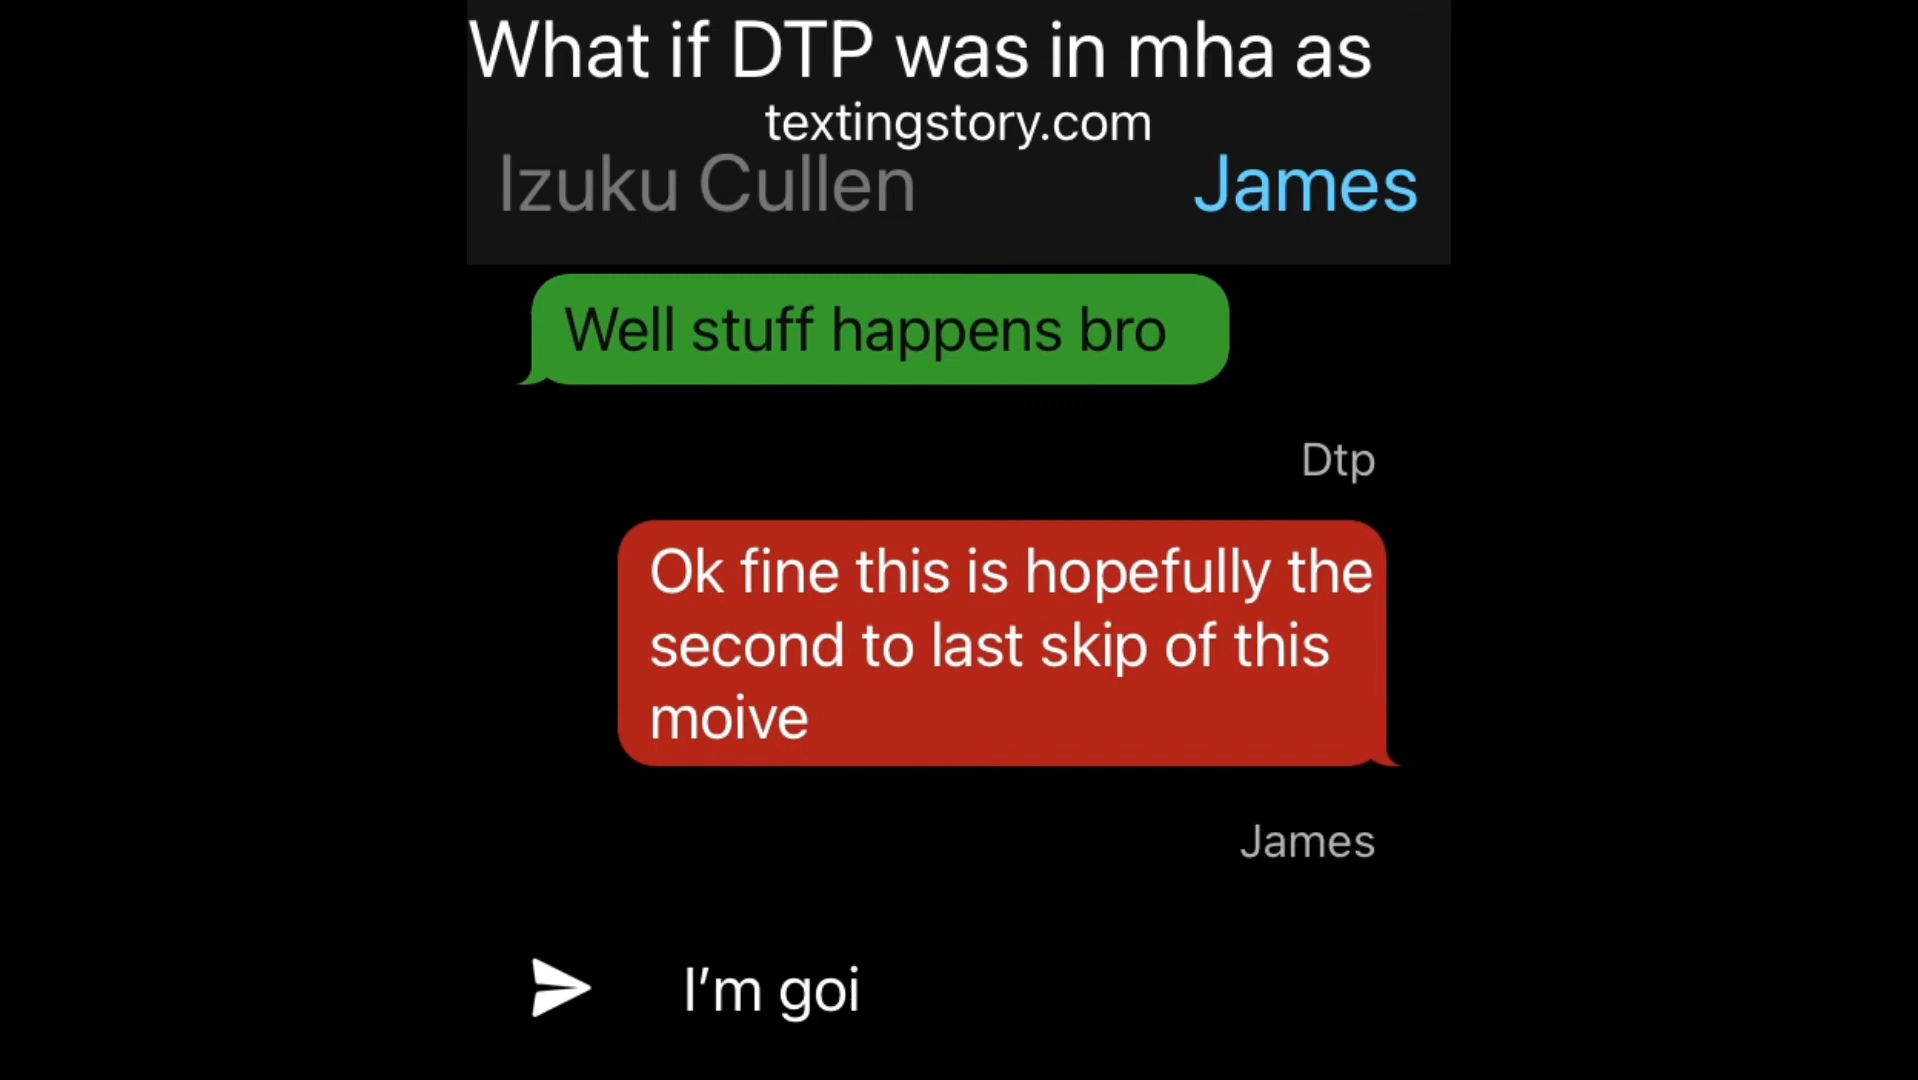 What if DTP was in mha as
textingstory.com
Izuku Cullen James
Well stuff happens bro
Dtp
Ok fine this is hopefully the
second to last skip of this
moive
James
I’m goi